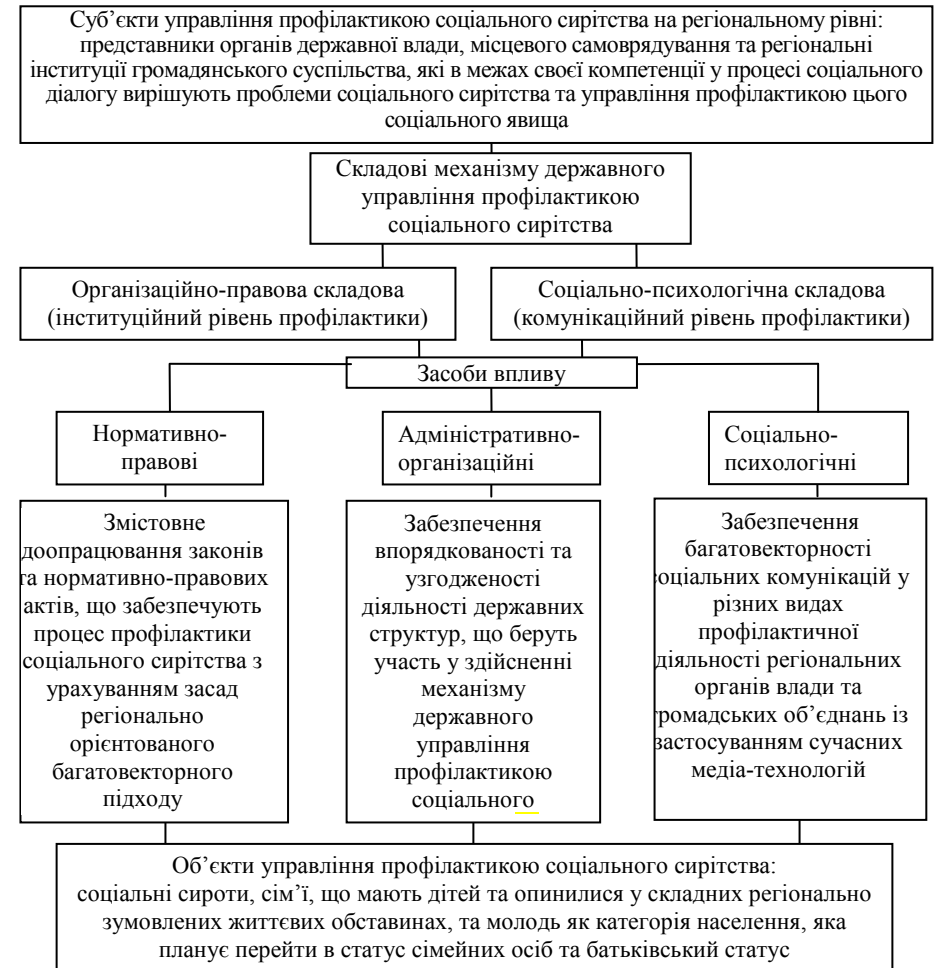 Суб’єкти управління профілактикою соціального сирітства на регіональному рівні:
представники органів державної влади, місцевого самоврядування та регіональні
інституції громадянського суспільства, які в межах своєї компетенції у процесі соціального
діалогу вирішують проблеми соціального сирітства та управління профілактикою цього
соціального явища
Складові механізму державного
управління профілактикою
соціального сирітства
Організаційно-правова складова
(інституційний рівень профілактики)
Соціально-психологічна складова
(комунікаційний рівень профілактики)
Засоби впливу
Нормативно-
правові
Адміністративно-
організаційні
Соціально-
психологічні
Змістовне
доопрацювання законів
та нормативно-правових
актів, що забезпечують
процес профілактики
соціального сирітства з
урахуванням засад
регіонально
орієнтованого
багатовекторного
підходу
Забезпечення
впорядкованості та
узгодженості
діяльності державних
структур, що беруть
участь у здійсненні
механізму
державного
управління
профілактикою
соціального
Забезпечення
багатовекторності
соціальних комунікацій у
різних видах
профілактичної
діяльності регіональних
органів влади та
громадських об’єднань із
застосуванням сучасних
медіа-технологій
Об’єкти управління профілактикою соціального сирітства:
соціальні сироти, сім’ї, що мають дітей та опинилися у складних регіонально
зумовлених життєвих обставинах, та молодь як категорія населення, яка
планує перейти в статус сімейних осіб та батьківський статус